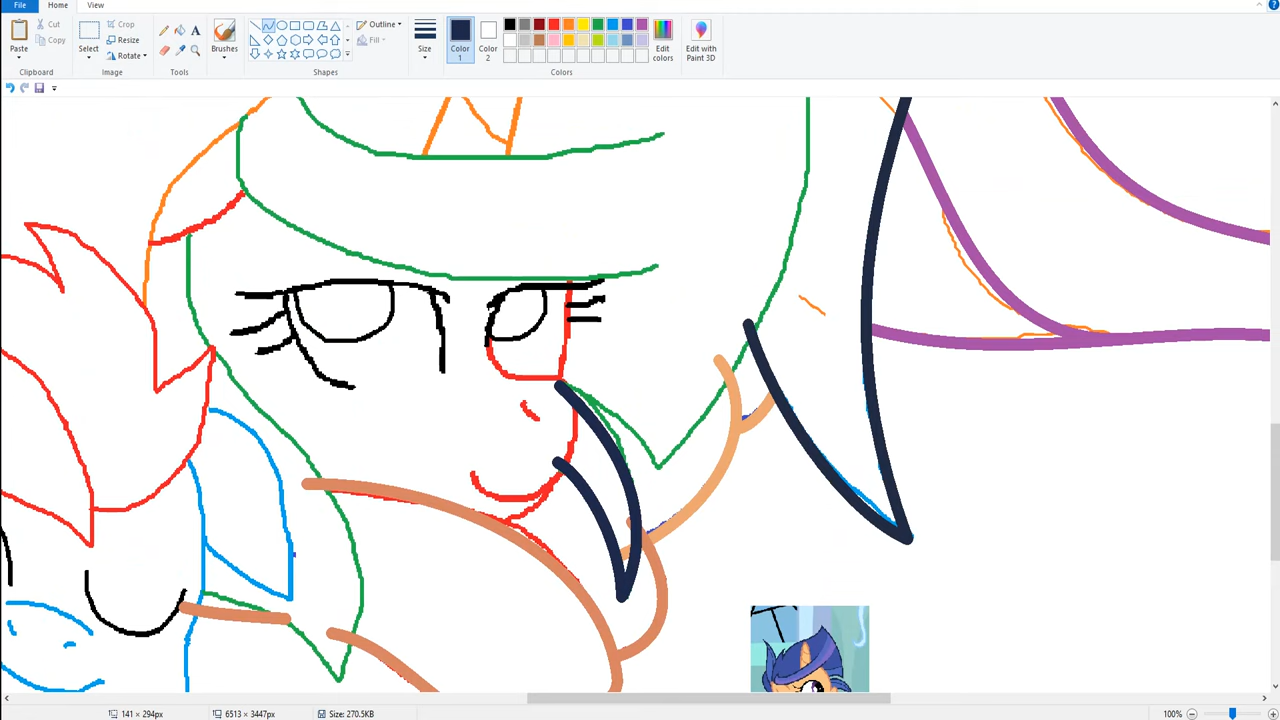 File Home View
Paste
Cut
Copy
Clipboard
Select
Crop
Resize
Rotate
Image
A
Tools
Brushes
Outline
Fill
Shapes
Size
Color
1
Color
2
Colors
Edit
colors
Edit with
Paint 3D
141 × 294px
6513 × 3447px
Size: 270.5KB
100%